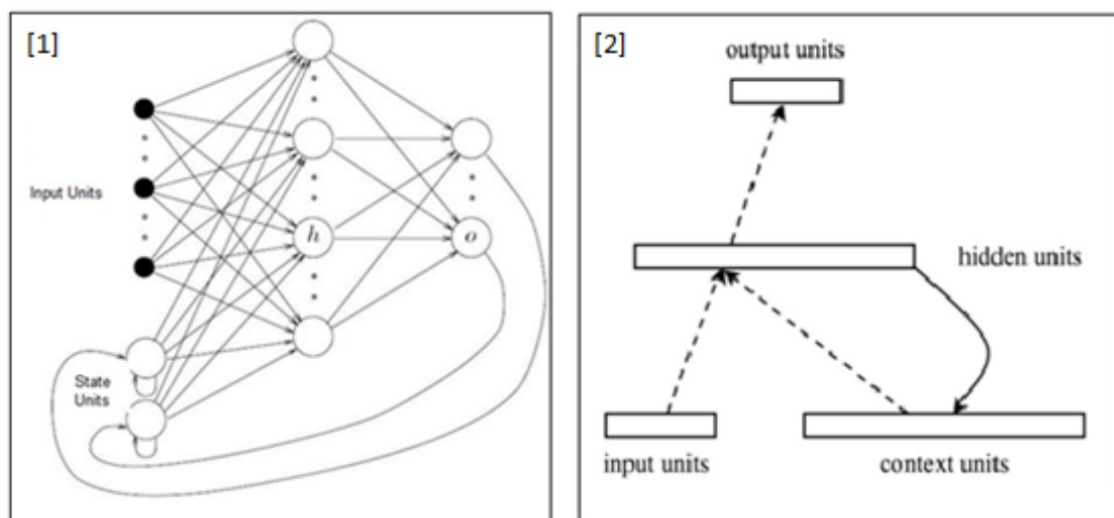 [1]
Input Units
h
o
State
Units
[2]
output units
hidden units
input units
context units